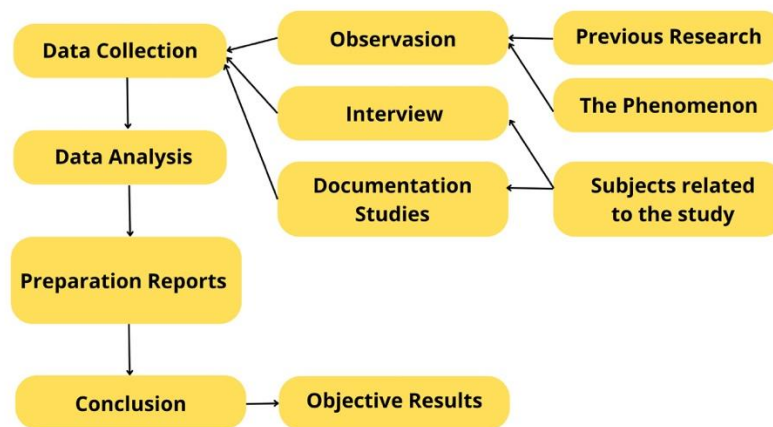 Data Collection
Observasion
Previous Research
Interview
The Phenomenon
Data Analysis
Documentation
Studies
Subjects related
to the study
Preparation Reports
Conclusion
Objective Results